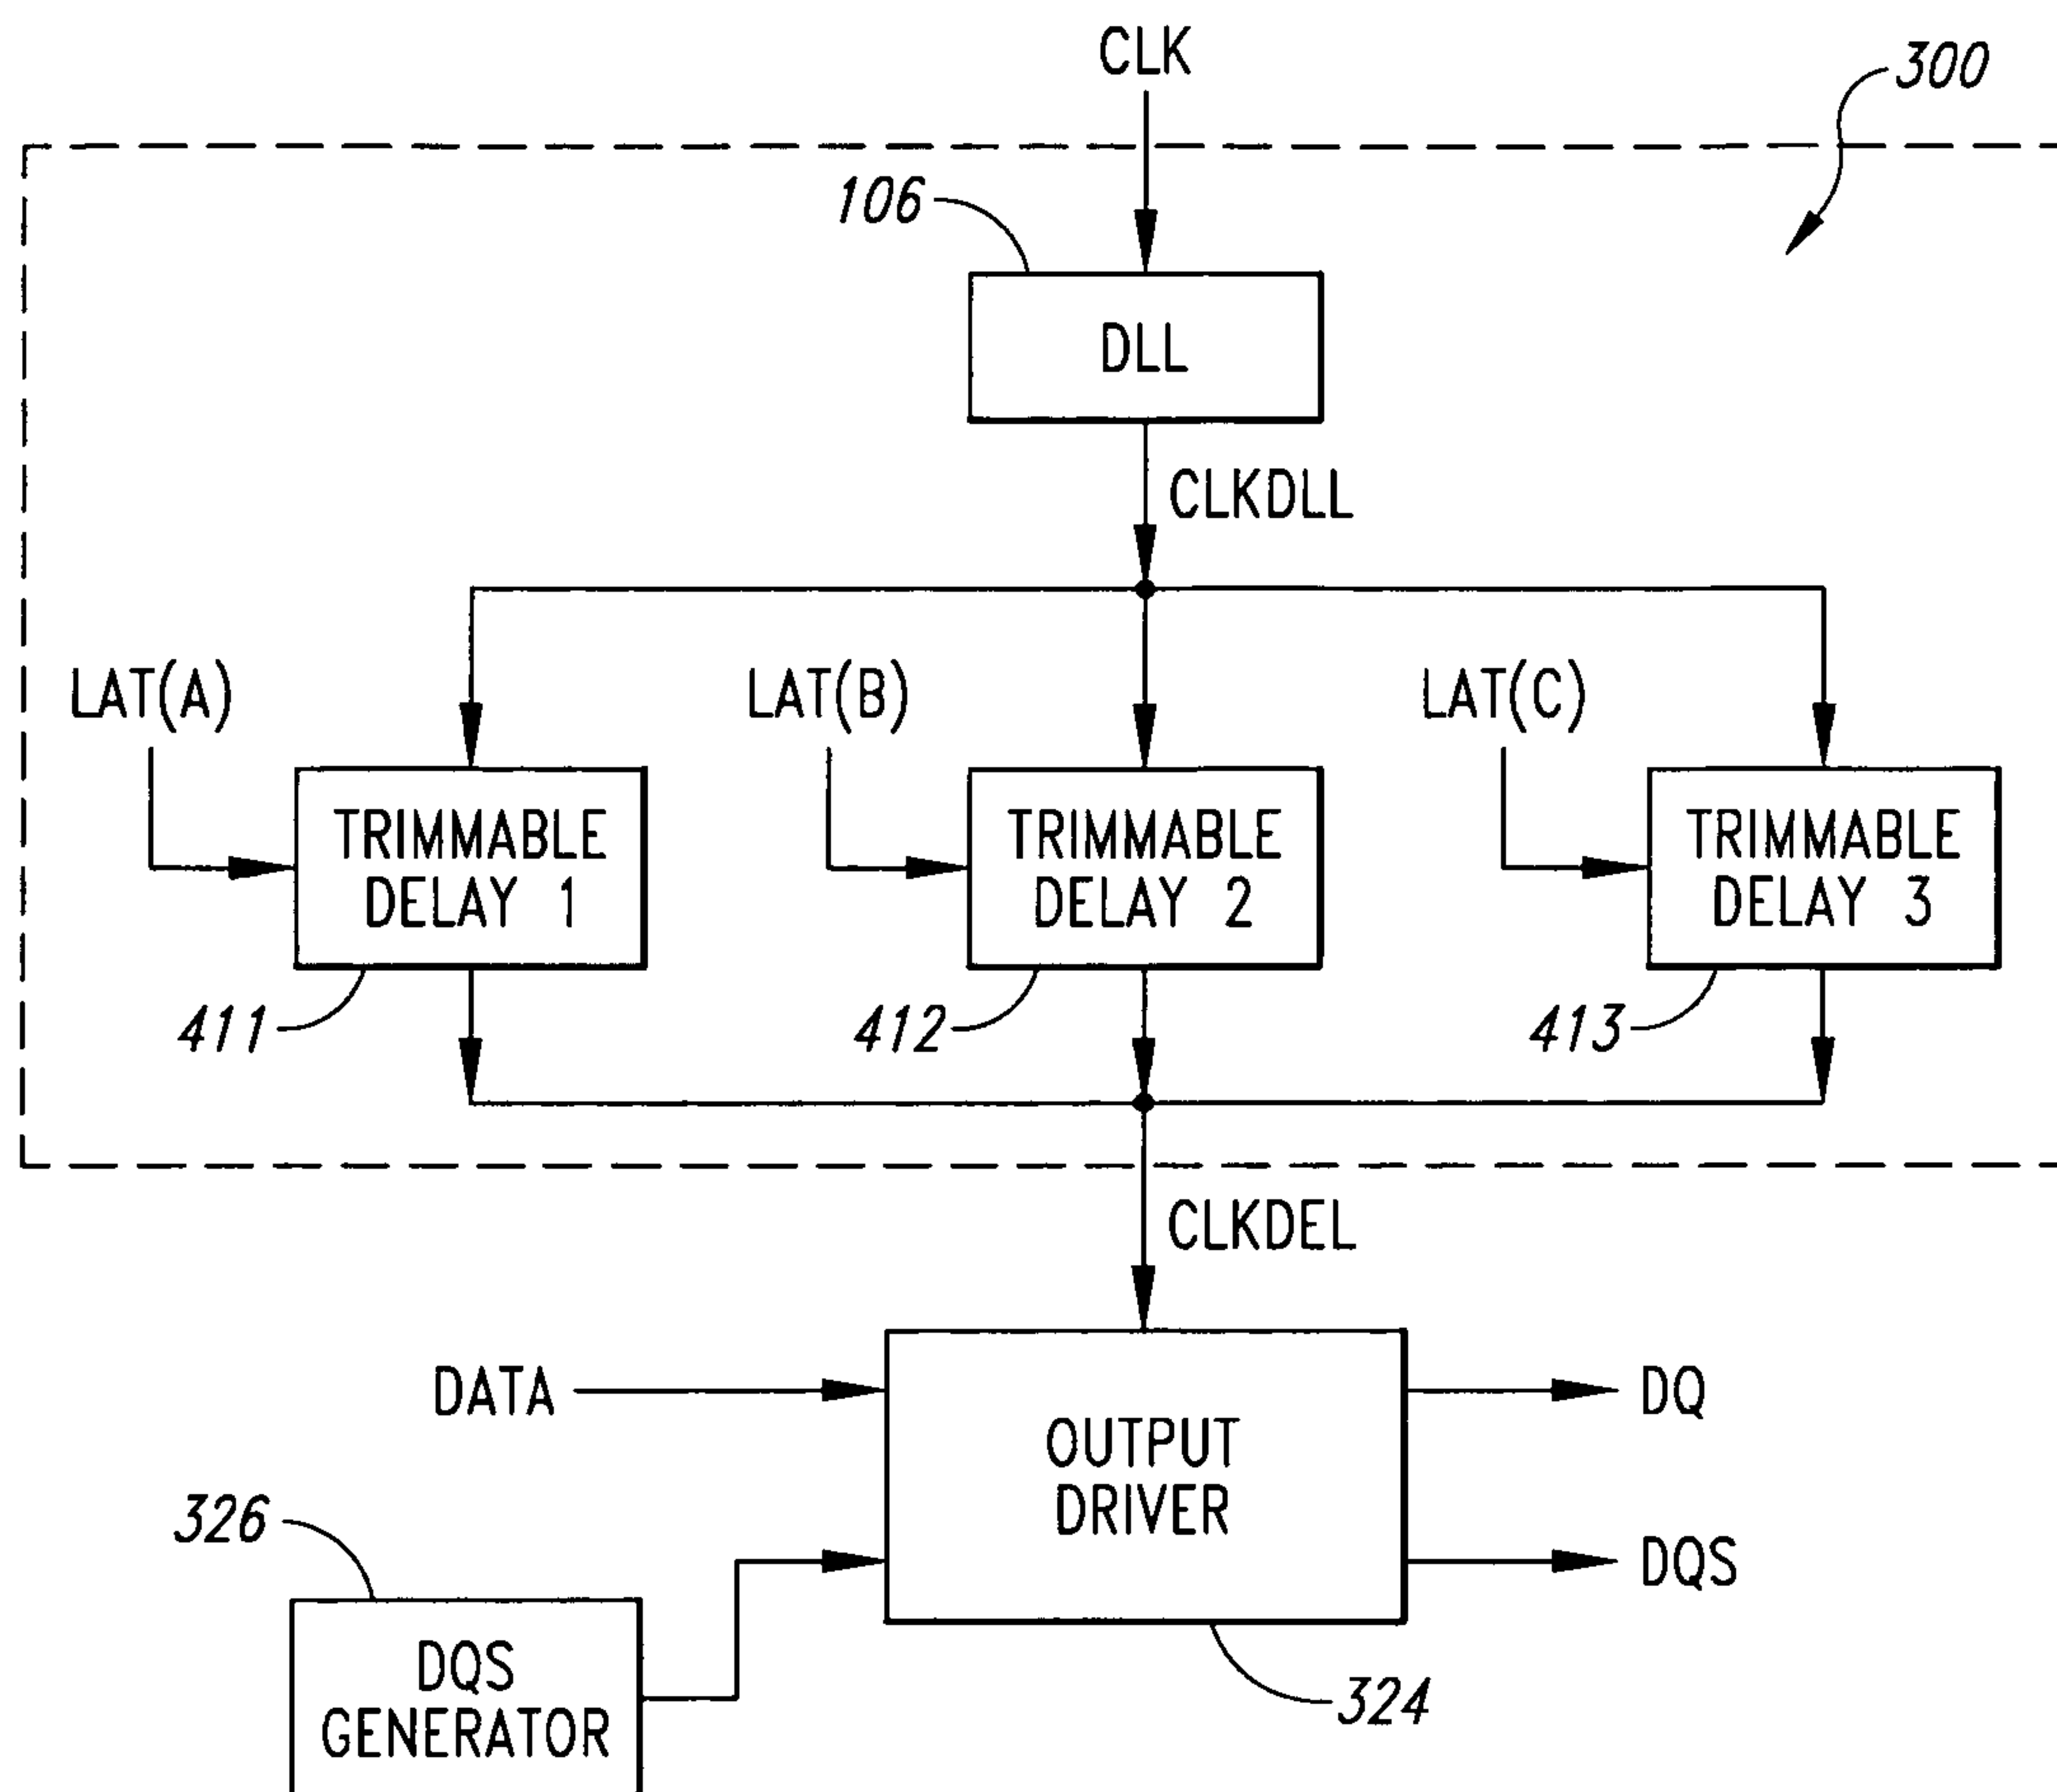 CLK
300
106
DLL
CLKDLL
LAT(A)
LAT(B)
LAT(C)
TRIMMABLE
DELAY 1
TRIMMABLE
DELAY 2
TRIMMABLE
DELAY 3
411
412
413
CLKDEL
DATA
DQ
OUTPUT
DRIVER
326
DQS
DQS
GENERATOR
324